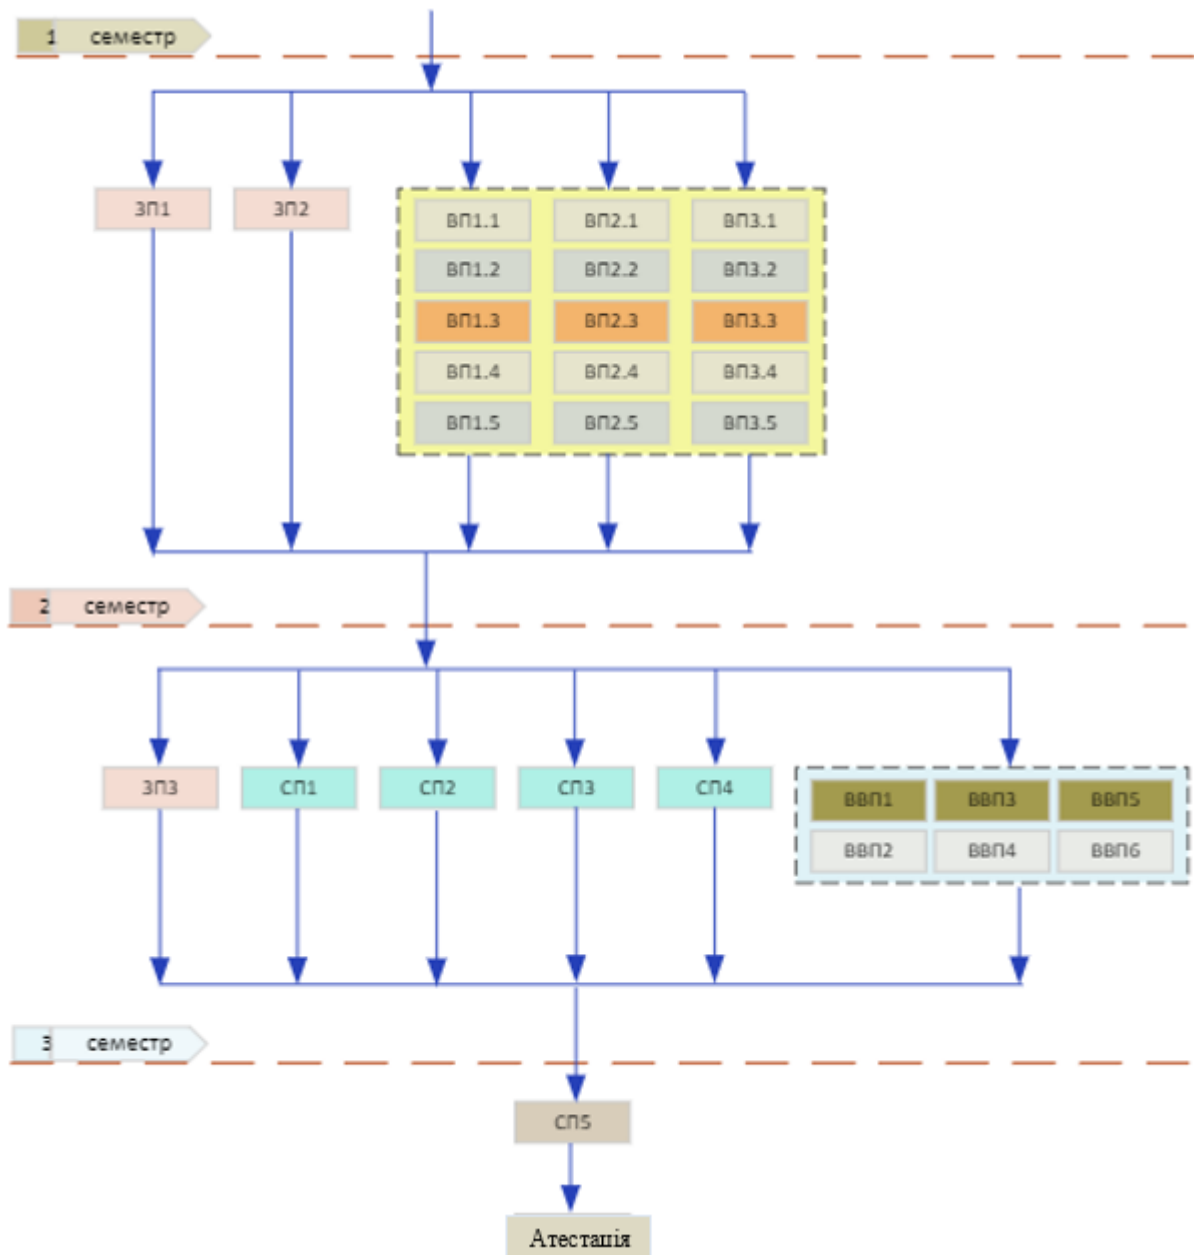 1 семестр
ЗП1 ЗП2
ВП1.1 ВП2.1 ВП3.1
ВП1.2 ВП2.2 ВП3.2
ВП1.3 ВП2.3 ВП3.3
ВП1.4 ВП2.4 ВП3.4
ВП1.5 ВП2.5 ВП3.5
2 семестр
ЗП3 СП1 СП2 СП3 СП4
ВВП1 ВВП3 ВВП5
ВВП2 ВВП4 ВВП6
3 семестр
СП5
Атестація